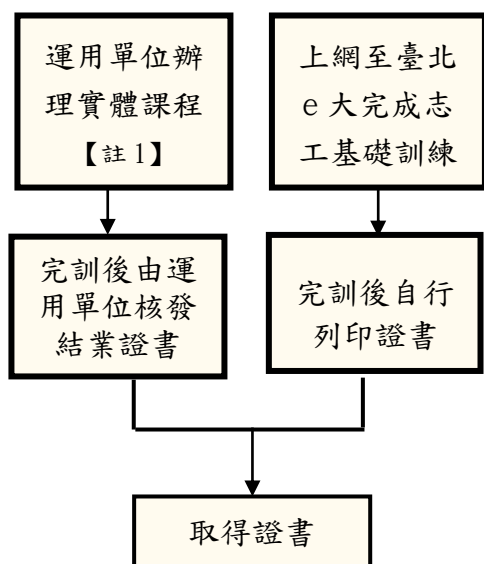 運用單位辦
理實體課程
【註1】
上網至臺北
e大完成志
工基礎訓練
完訓後由運
用單位核發
結業證書
完訓後自行
列印證書
取得證書